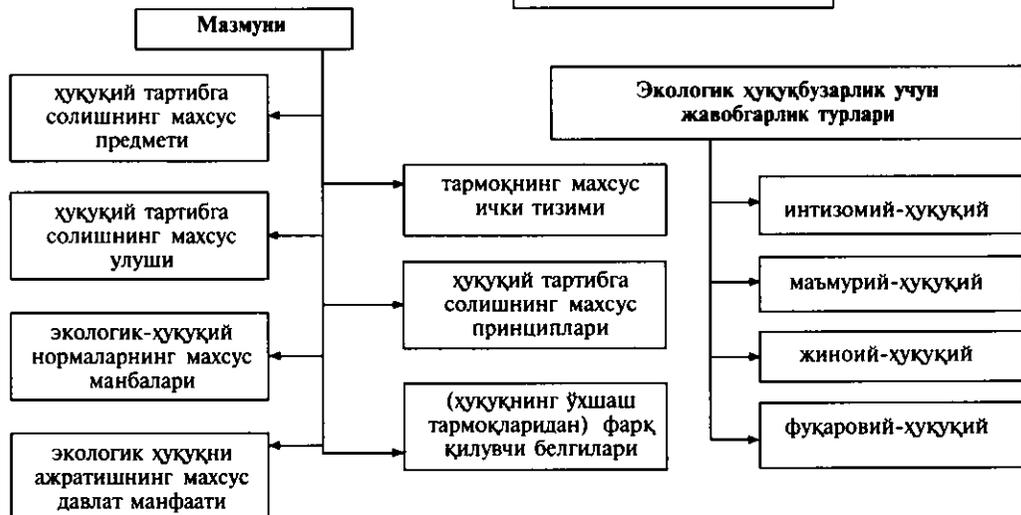 Мазмуни
ҳуқуқий тартибга
солишнинг махсус
предмети
ҳуқуқий тартибга
солишнинг махсус
улуши
экологик-ҳуқуқий
нормаларнинг махсус
манбалари
экологик ҳуқуқни
ажратишнинг махсус
давлат манфаати
тармоқнинг махсус
ички тизими
ҳуқуқий тартибга
солишнинг махсус
принциплари
(ҳуқуқнинг ўхшаш
тармоқларидан) фарқ
қилувчи белгилари
Экологик ҳуқуқбузарлик учун
жавобгарлик турлари
интизомий-ҳуқуқий
маъмурий-ҳуқуқий
жиноий-ҳуқуқий
фуқаровий-ҳуқуқий